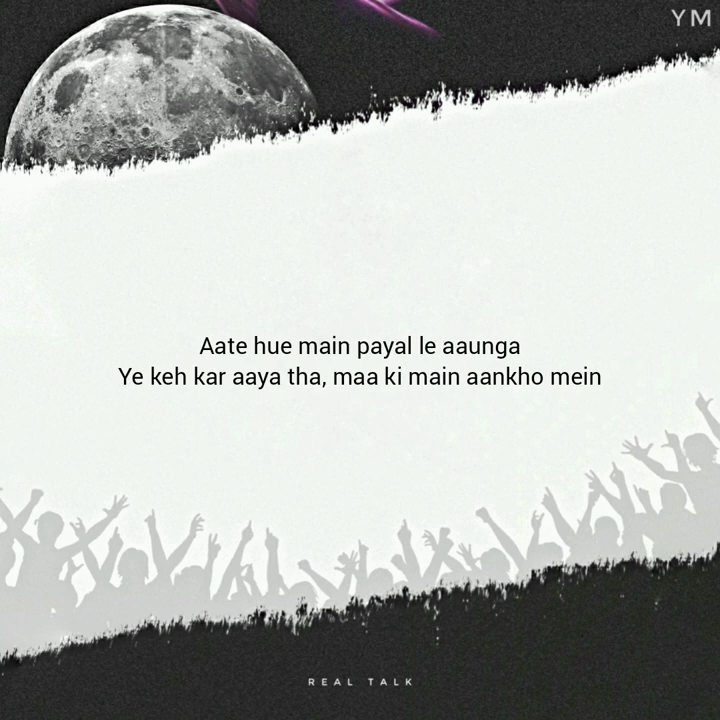 YM
Aate hue main payal le aaunga
Ye keh kar aaya tha, maa ki main aankho mein
REAL TALK